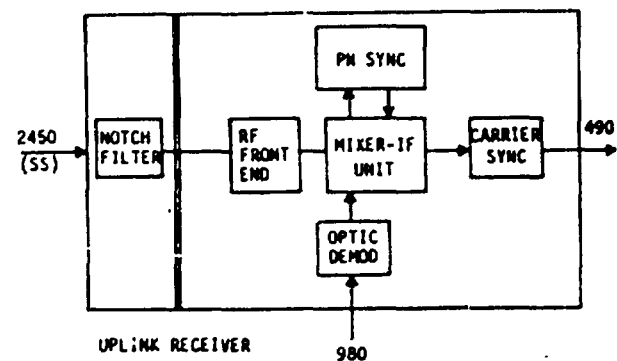 PN SYNC
2450
(SS)
NOTCH
FILTER
RF
FRONT
END
MIXER-IF
UNIT
CARRIER
SYNC
490
OPTIC
DEMOD
UPLINK RECEIVER
980